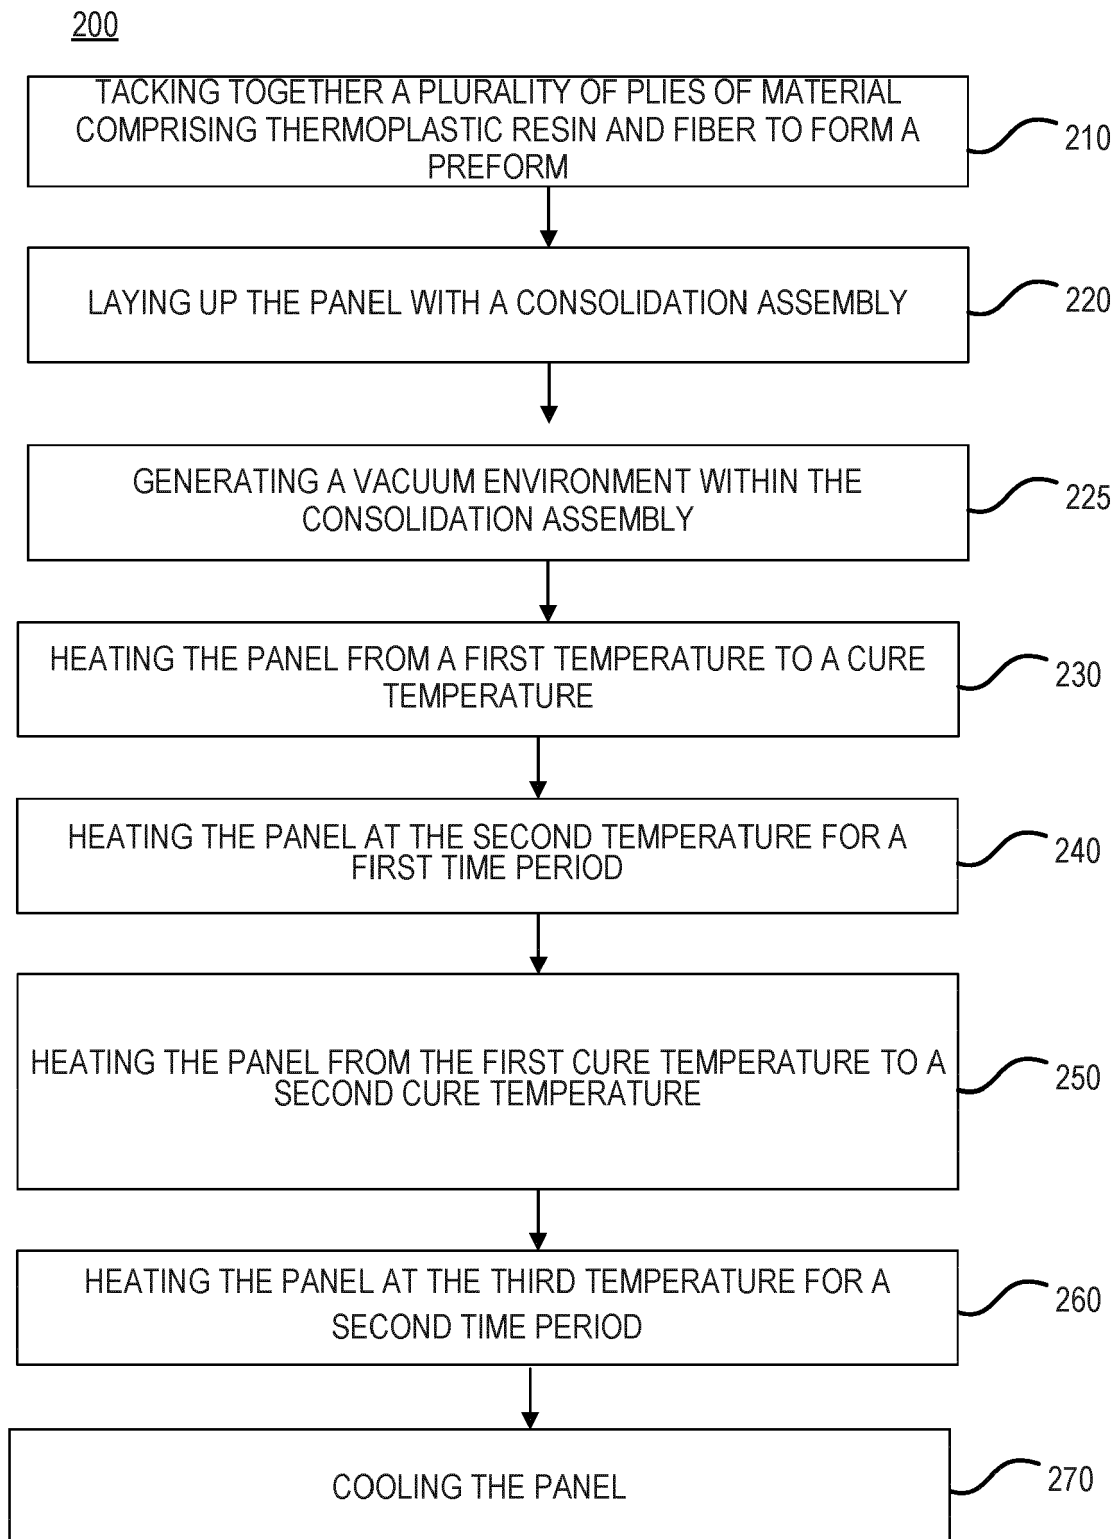 200
TACKING TOGETHER A PLURALITY OF PLIES OF MATERIAL
COMPRISING THERMOPLASTIC RESIN AND FIBER TO FORM A
PREFORM
210
LAYING UP THE PANEL WITH A CONSOLIDATION ASSEMBLY
220
GENERATING A VACUUM ENVIRONMENT WITHIN THE
CONSOLIDATION ASSEMBLY
225
HEATING THE PANEL FROM A FIRST TEMPERATURE TO A CURE
TEMPERATURE
230
HEATING THE PANEL AT THE SECOND TEMPERATURE FOR A
FIRST TIME PERIOD
240
HEATING THE PANEL FROM THE FIRST CURE TEMPERATURE TO A
SECOND CURE TEMPERATURE
250
HEATING THE PANEL AT THE THIRD TEMPERATURE FOR A
SECOND TIME PERIOD
260
COOLING THE PANEL
270